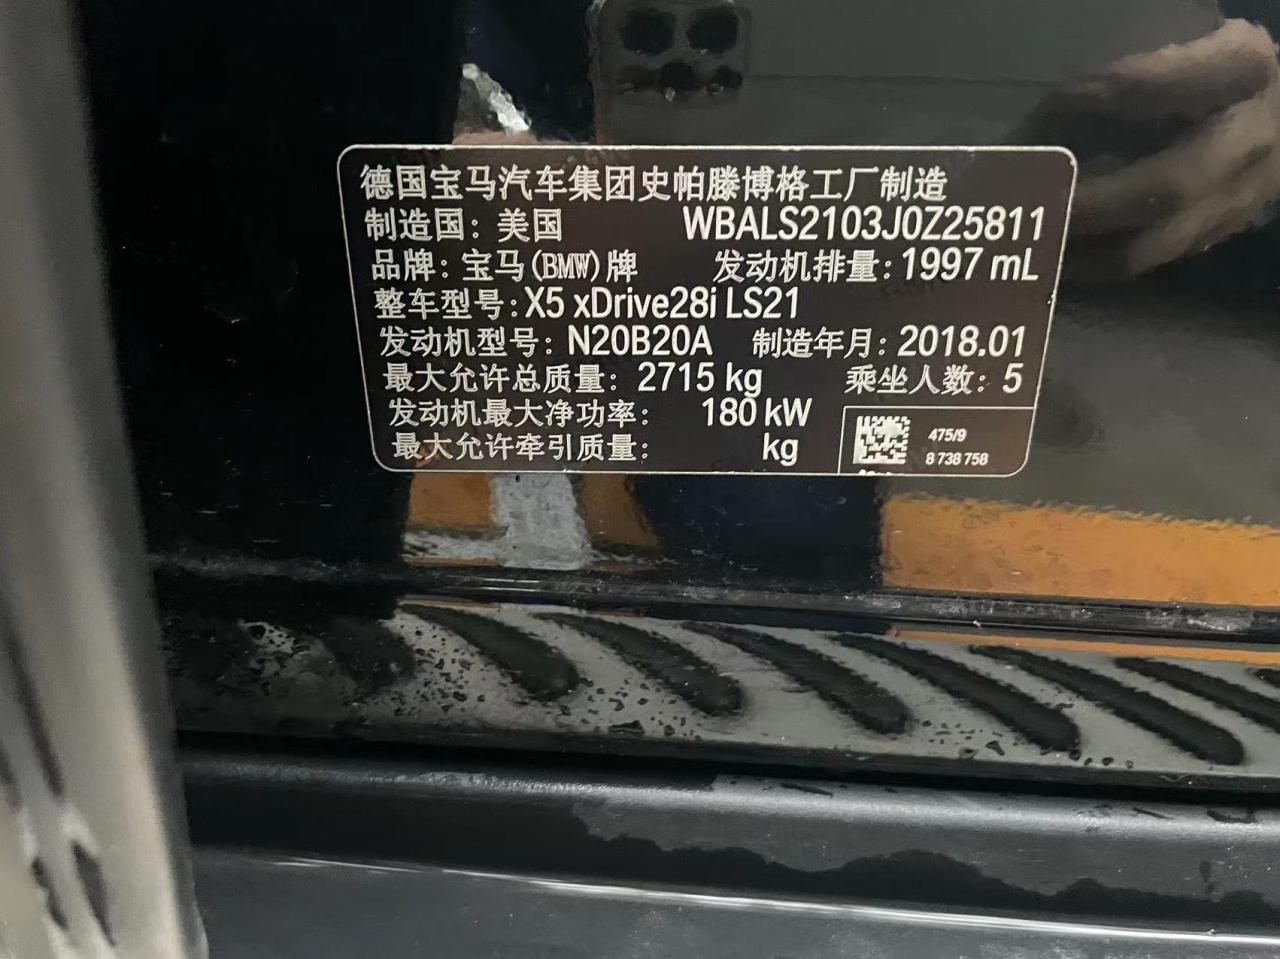 德国宝马汽车集团史帕滕博格工厂制造
制造国：美国 WBALS2103J0Z25811
品牌：宝马(BMW)牌 发动机排量：1997 mL
整车型号：X5 xDrive28i LS21
发动机型号：N20B20A 制造年月：2018.01
最大允许总质量：2715 kg 乘坐人数：5
发动机最大净功率： 180 kW
最大允许牵引质量： kg
475/9
8 738 758